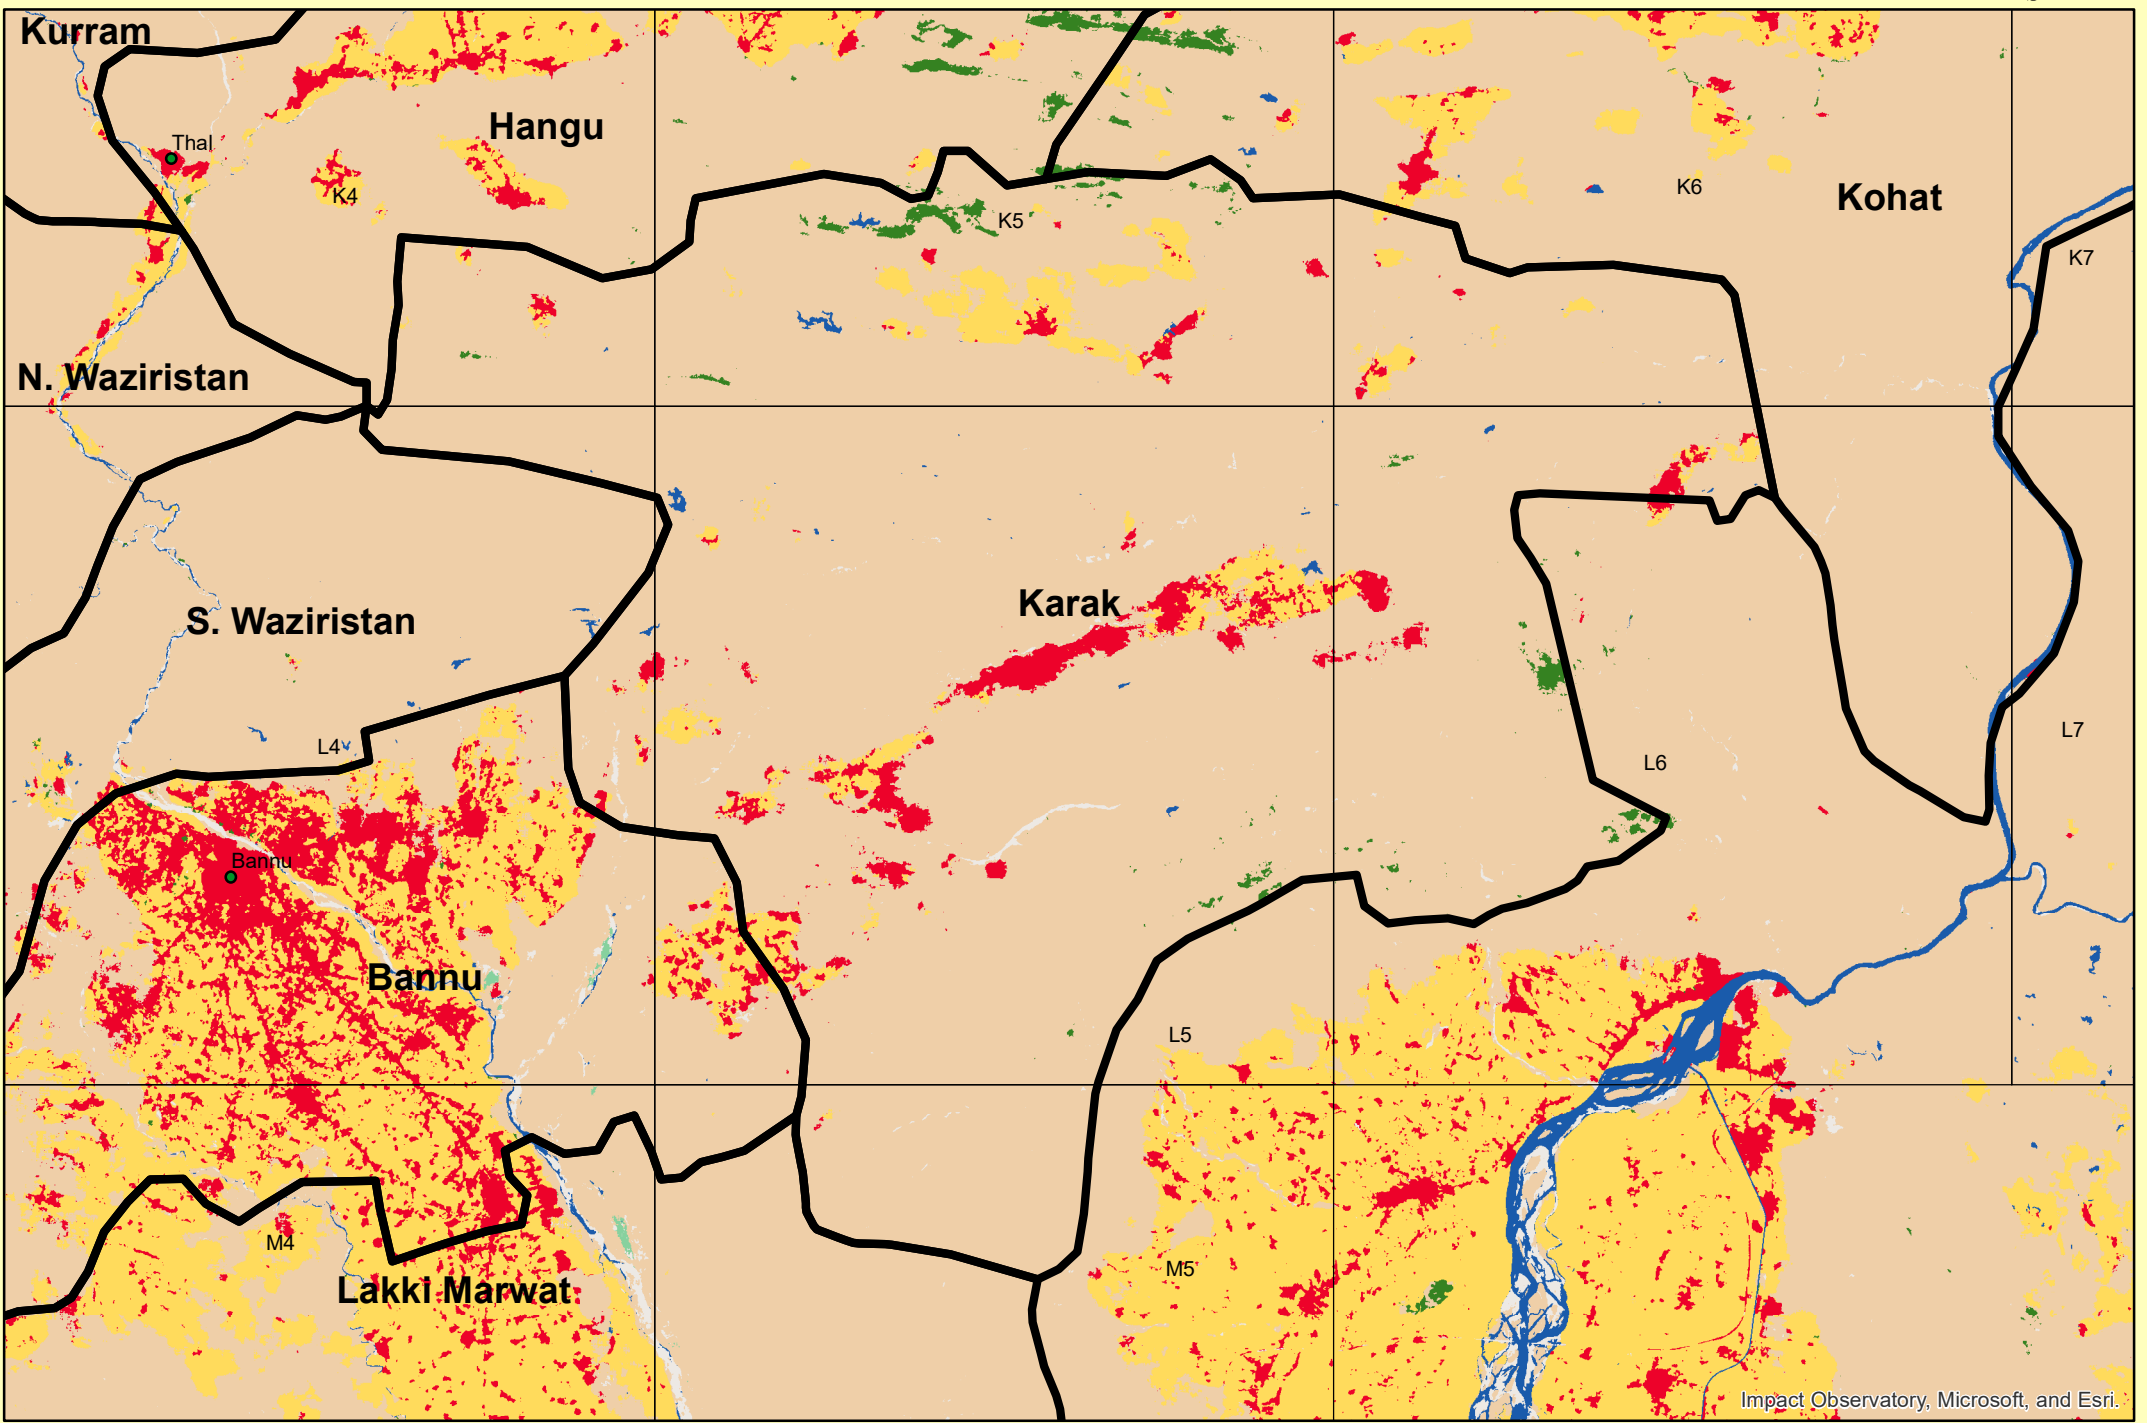 Kurram
Hangu
Thal
K4
K5
K6
Kohat
K7
N. Waziristan
S. Waziristan
Karak
L4
L6
L7
Bannu
Bannu
L5
M4
M5
Lakki Marwat
Impact Observatory, Microsoft, and Esri.